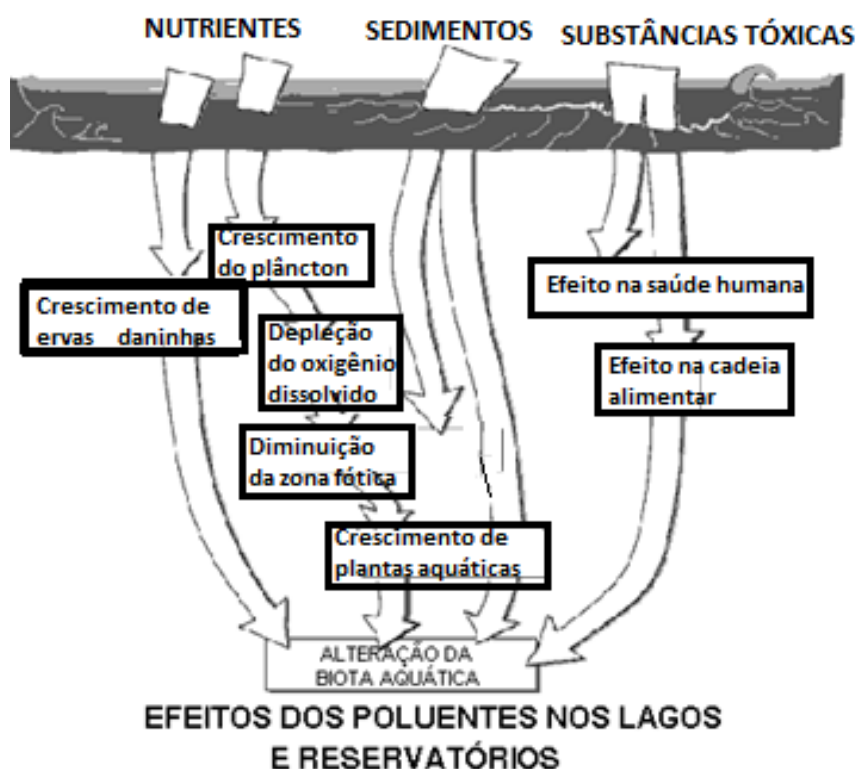 NUTRIENTES
SEDIMENTOS
SUBSTÂNCIAS TÓXICAS
Crescimento
do plâncton
Crescimento de
ervas daninhas
Depleção
do oxigênio
dissolvido
Diminuição
da zona fótica
Crescimento de
plantas aquáticas
Efeito na saúde humana
Efeito na cadeia
alimentar
ALTERAÇÃO DA
BIOTA AQUÁTICA
EFEITOS DOS POLUENTES NOS LAGOS
E RESERVATÓRIOS